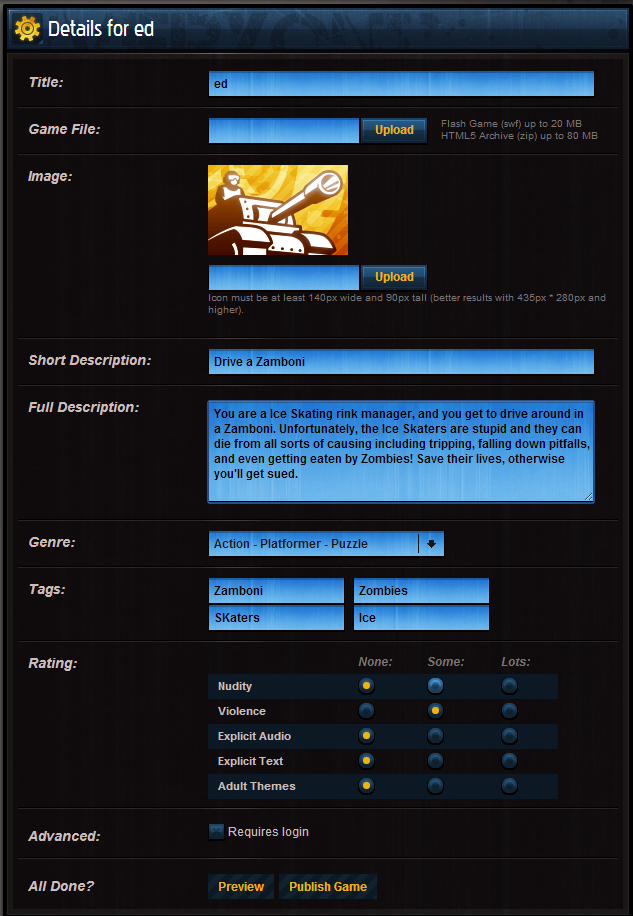 Details for ed
Title:
ed
Game File:
Upload
Flash Game (swf) up to 20 MB
HTML5 Archive (zip) up to 80 MB
Image:
Upload
Icon must be at least 140px wide and 90px tall (better results with 435px * 280px and
higher).
Short Description:
Drive a Zamboni
Full Description:
You are a Ice Skating rink manager, and you get to drive around in
a Zamboni. Unfortunately, the Ice Skaters are stupid and they can
die from all sorts of causing including tripping, falling down pitfalls,
and even getting eaten by Zombies! Save their lives, otherwise
you'll get sued.
Genre:
Action - Platformer - Puzzle
Tags:
Zamboni Zombies
SKaters Ice
Rating:
None: Some: Lots:
Nudity
Violence
Explicit Audio
Explicit Text
Adult Themes
Advanced:
Requires login
All Done?
Preview Publish Game